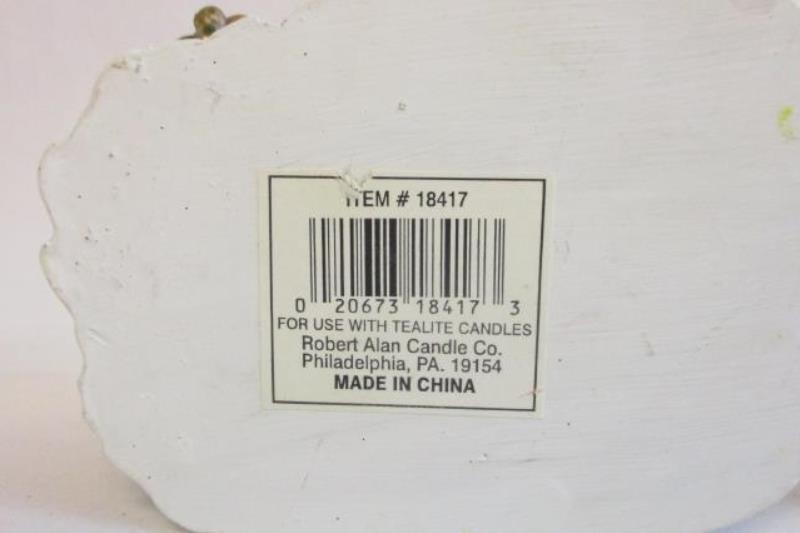 ITEM # 18417
0 20673 18417 3
FOR USE WITH TEALITE CANDLES
Robert Alan Candle Co.
Philadelphia, PA. 19154
MADE IN CHINA